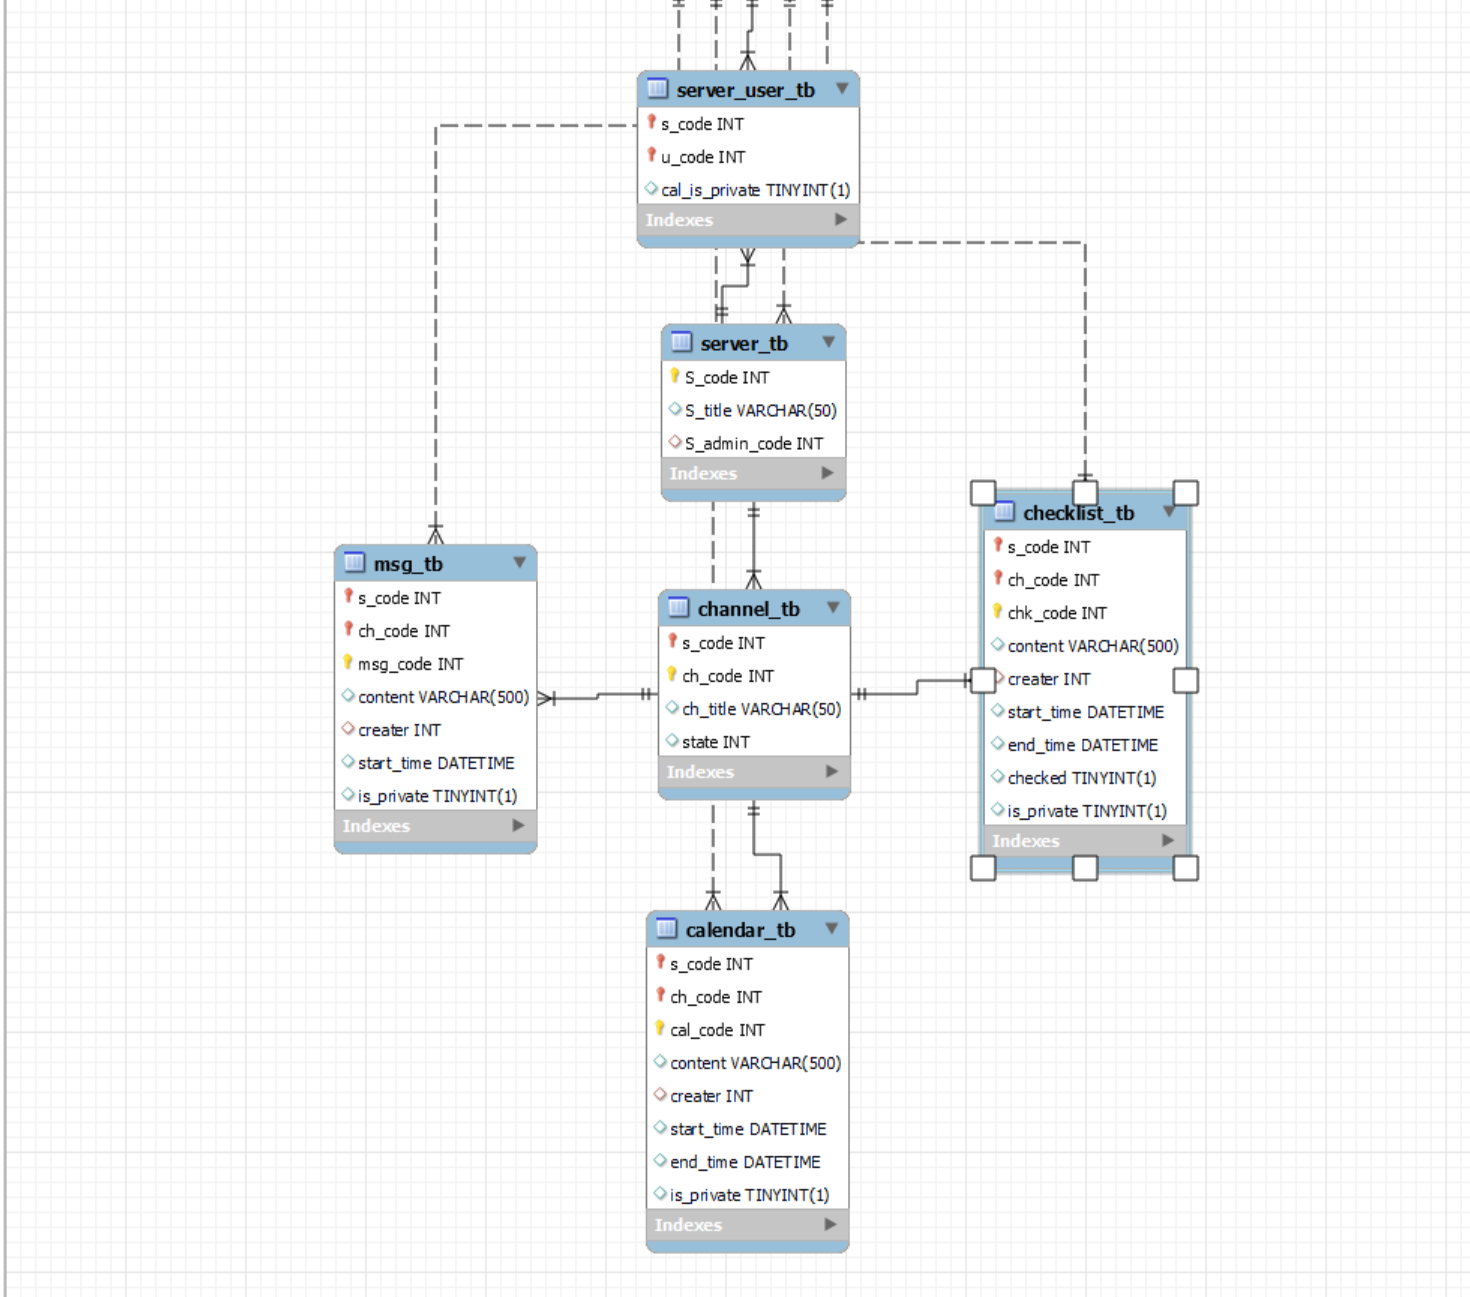 server_user_tb
s_code INT
u_code INT
cal_is_private TINYINT(1)
Indexes
server_tb
S_code INT
S_title VARCHAR(50)
S_admin_code INT
Indexes
msg_tb
s_code INT
ch_code INT
msg_code INT
content VARCHAR(500)
creater INT
start_time DATETIME
is_private TINYINT(1)
Indexes
channel_tb
s_code INT
ch_code INT
ch_title VARCHAR(50)
state INT
Indexes
checklist_tb
s_code INT
ch_code INT
chk_code INT
content VARCHAR(500)
creater INT
start_time DATETIME
end_time DATETIME
checked TINYINT(1)
is_private TINYINT(1)
Indexes
calendar_tb
s_code INT
ch_code INT
cal_code INT
content VARCHAR(500)
creater INT
start_time DATETIME
end_time DATETIME
is_private TINYINT(1)
Indexes